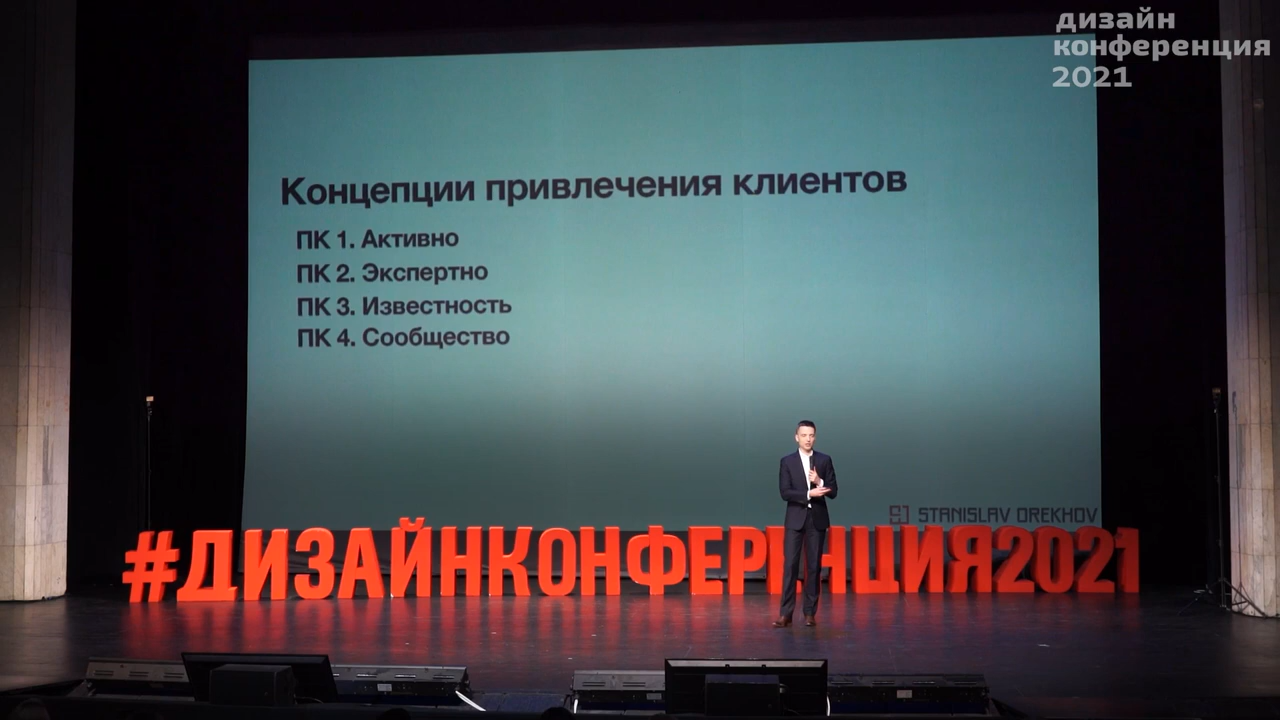 дизайн
конференция
2021
Концепции привлечения клиентов
ПК 1. Активно
ПК 2. Экспертно
ПК 3. Известность
ПК 4. Сообщество
STANISLAV OREKHOV
#ДИЗАЙНКОНФЕРЕНЦИЯ2021